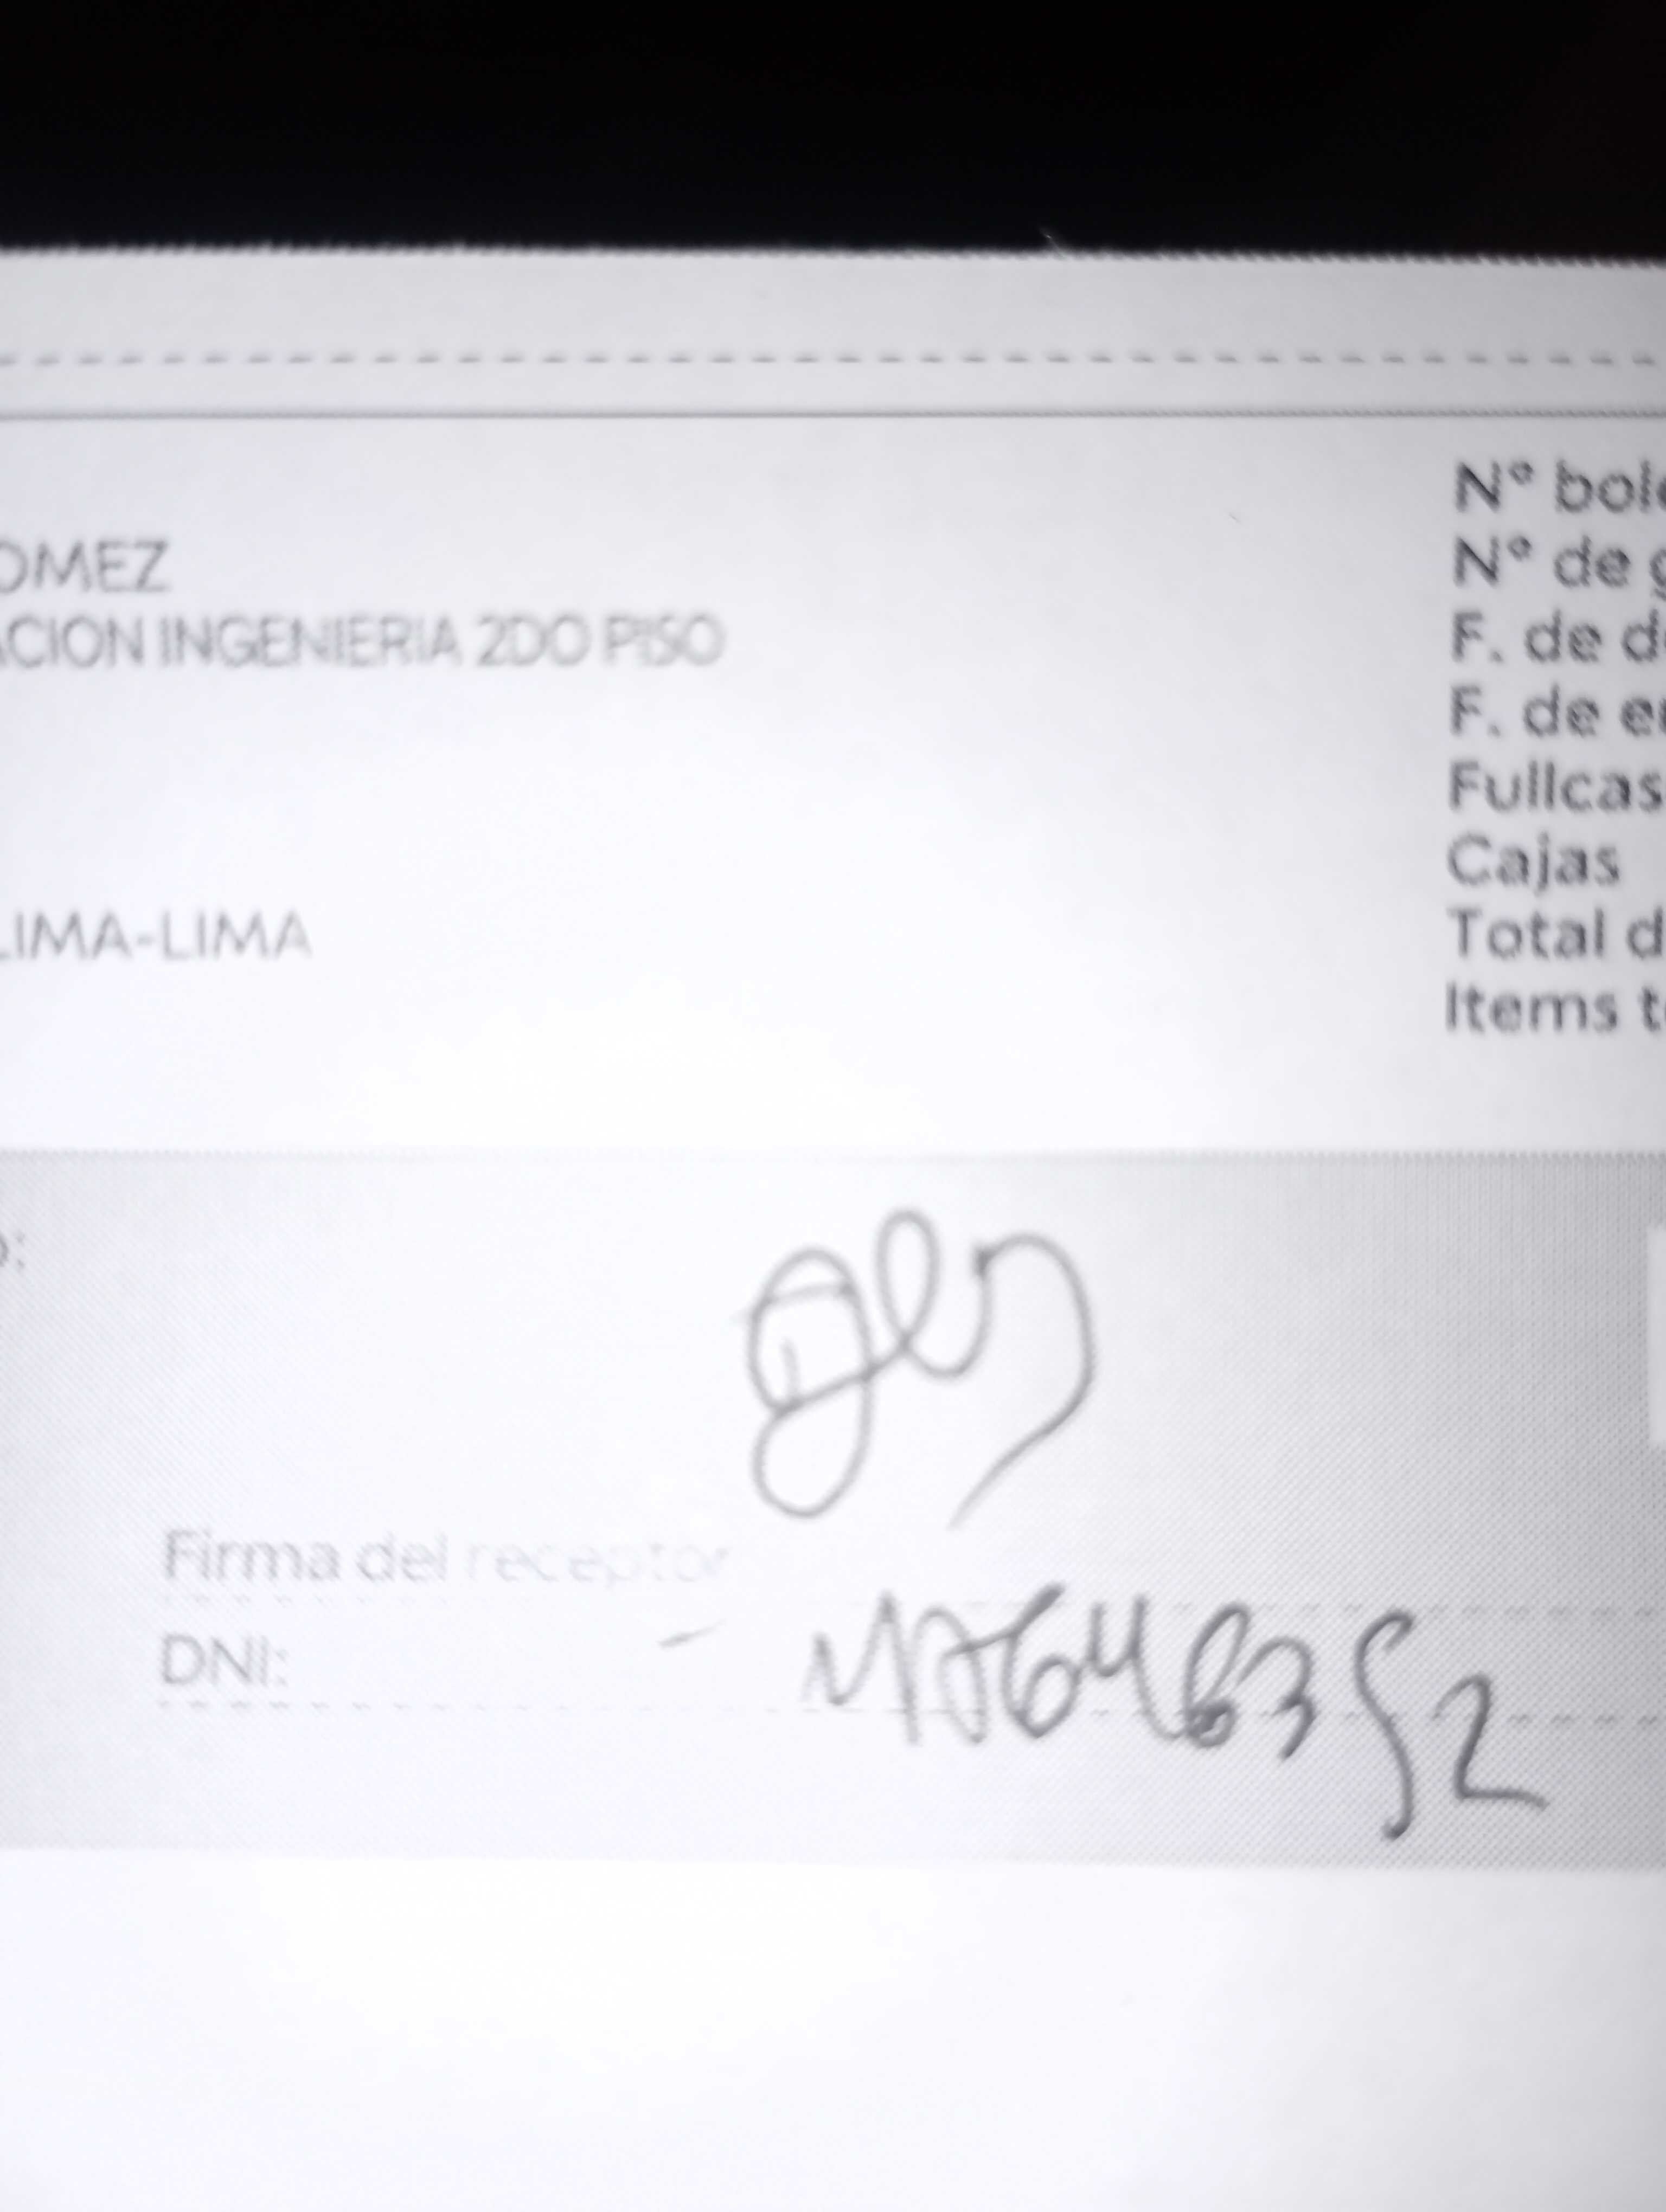 OMEZ
ACION INGENIERIA 2DO PISO
LIMA-LIMA
N° bol
N° de g
F. de d
F. de e
Fullcas
Cajas
Total d
Items t
o:
Firma del receptor
DNI: